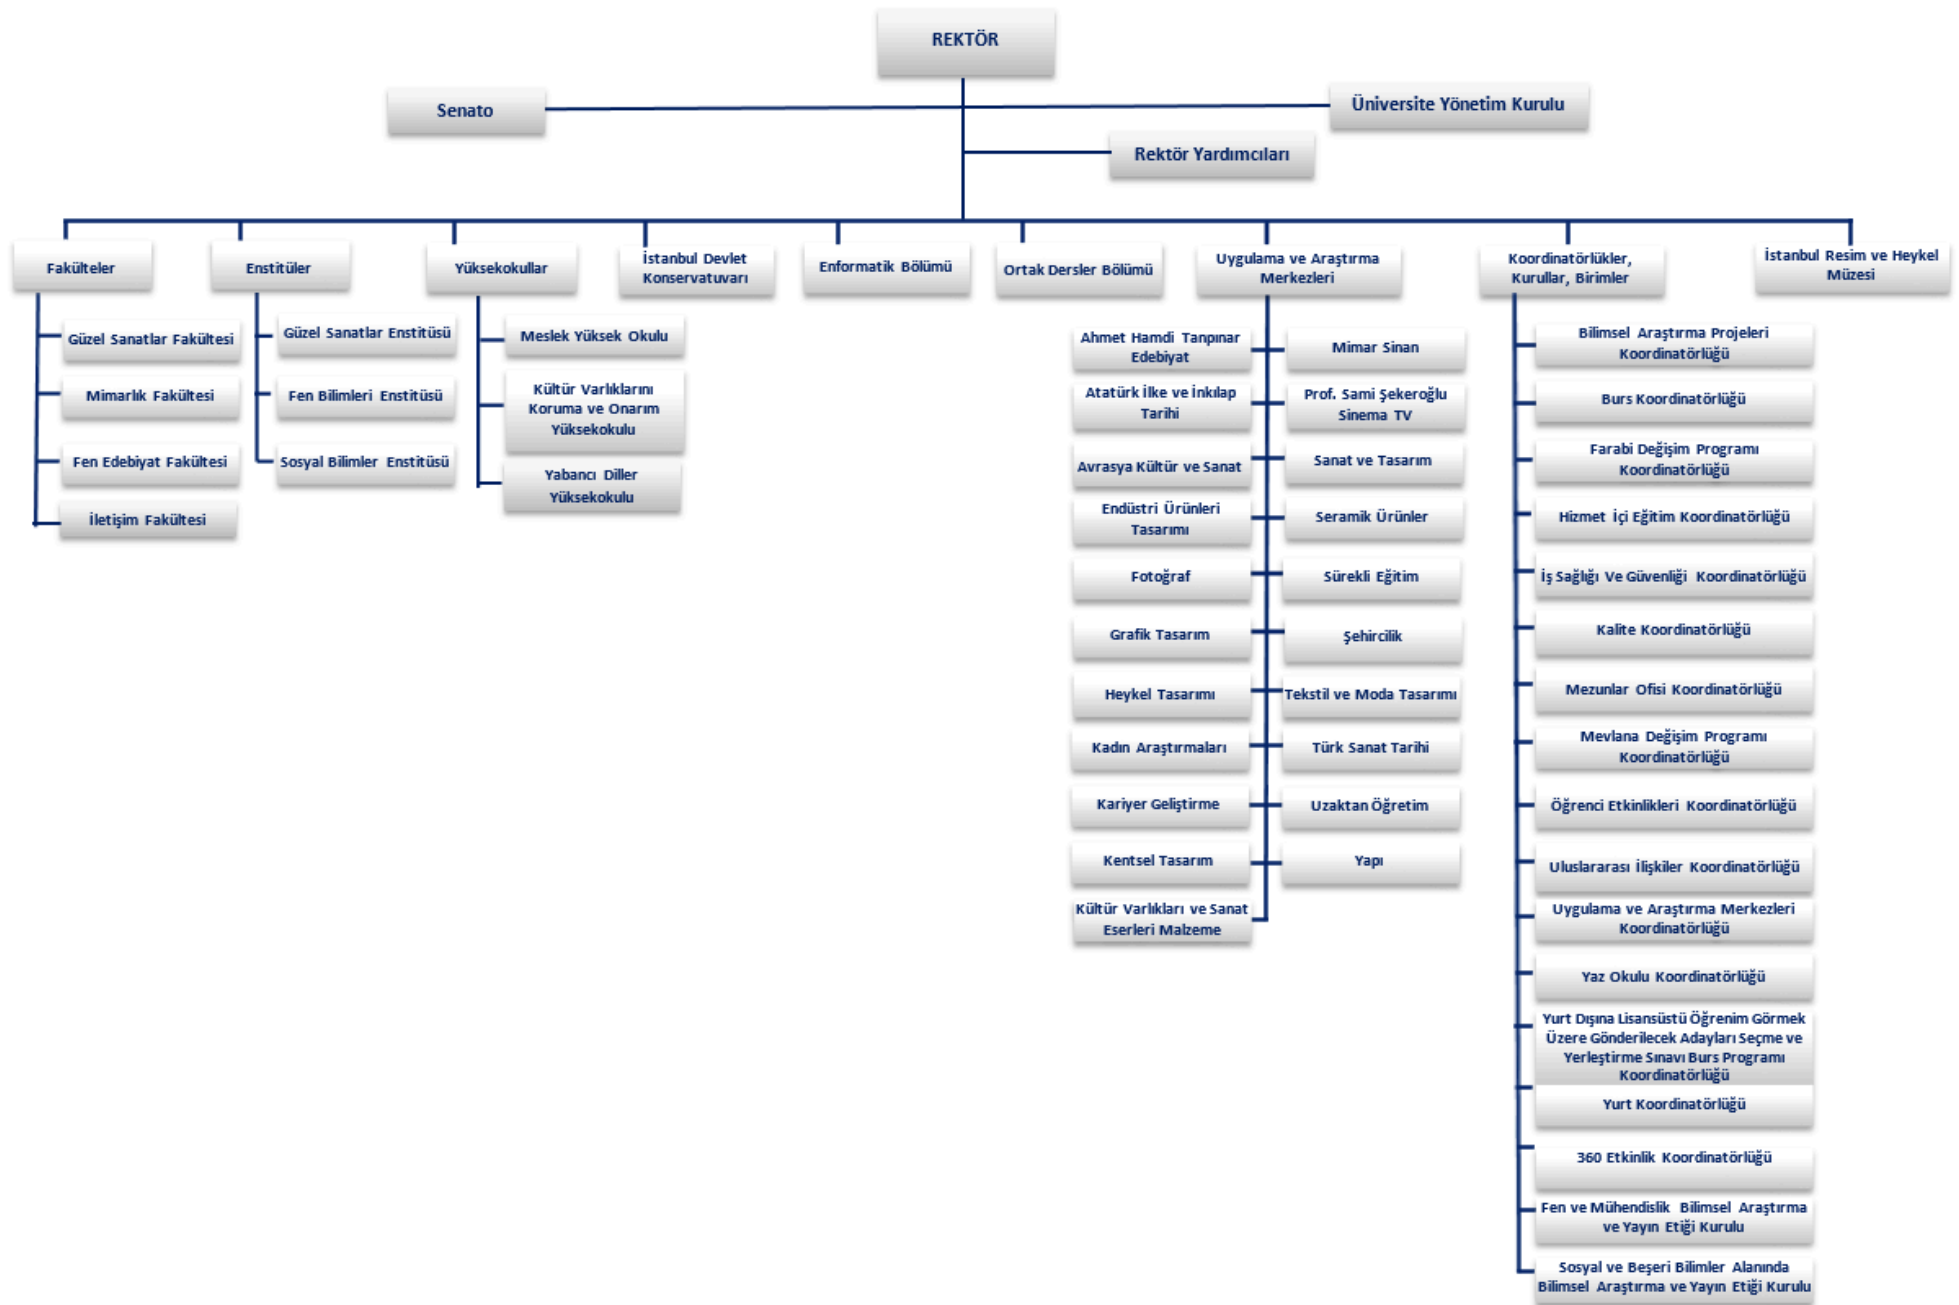 REKTÖR
Senato
Üniversite Yönetim Kurulu
Rektör Yardımcıları
Fakülteler
Güzel Sanatlar Fakültesi
Mimarlık Fakültesi
Fen Edebiyat Fakültesi
İletişim Fakültesi
Enstitüler
Güzel Sanatlar Enstitüsü
Fen Bilimleri Enstitüsü
Sosyal Bilimler Enstitüsü
Yüksekokullar
Meslek Yüksek Okulu
Kültür Varlıklarını
Koruma ve Onarım
Yüksekokulu
Yabancı Diller
Yüksekokulu
İstanbul Devlet
Konservatuvarı
Enformatik Bölümü
Ortak Dersler Bölümü
Uygulama ve Araştırma
Merkezleri
Ahmet Hamdi Tanpınar
Edebiyat
Atatürk İlke ve İnkılap
Tarihi
Avrasya Kültür ve Sanat
Endüstri Ürünleri
Tasarımı
Fotoğraf
Grafik Tasarım
Heykel Tasarımı
Kadın Araştırmaları
Kariyer Geliştirme
Kentsel Tasarım
Kültür Varlıkları ve Sanat
Eserleri Malzeme
Mimar Sinan
Prof. Sami Şekeroğlu
Sinema TV
Sanat ve Tasarım
Seramik Ürünler
Sürekli Eğitim
Şehircilik
Tekstil ve Moda Tasarımı
Türk Sanat Tarihi
Uzaktan Öğretim
Yapı
Koordinatörlükler,
Kurullar, Birimler
Bilimsel Araştırma Projeleri
Koordinatörlüğü
Burs Koordinatörlüğü
Farabi Değişim Programı
Koordinatörlüğü
Hizmet İçi Eğitim Koordinatörlüğü
İş Sağlığı Ve Güvenliği Koordinatörlüğü
Kalite Koordinatörlüğü
Mezunlar Ofisi Koordinatörlüğü
Mevlana Değişim Programı
Koordinatörlüğü
Öğrenci Etkinlikleri Koordinatörlüğü
Uluslararası İlişkiler Koordinatörlüğü
Uygulama ve Araştırma Merkezleri
Koordinatörlüğü
Yaz Okulu Koordinatörlüğü
Yurt Dışına Lisansüstü Öğrenim Görmek
Üzere Gönderilecek Adayları Seçme ve
Yerleştirme Sınavı Burs Programı
Koordinatörlüğü
Yurt Koordinatörlüğü
360 Etkinlik Koordinatörlüğü
Fen ve Mühendislik Bilimsel Araştırma
ve Yayın Etiği Kurulu
Sosyal ve Beşeri Bilimler Alanında
Bilimsel Araştırma ve Yayın Etiği Kurulu
İstanbul Resim ve Heykel
Müzesi